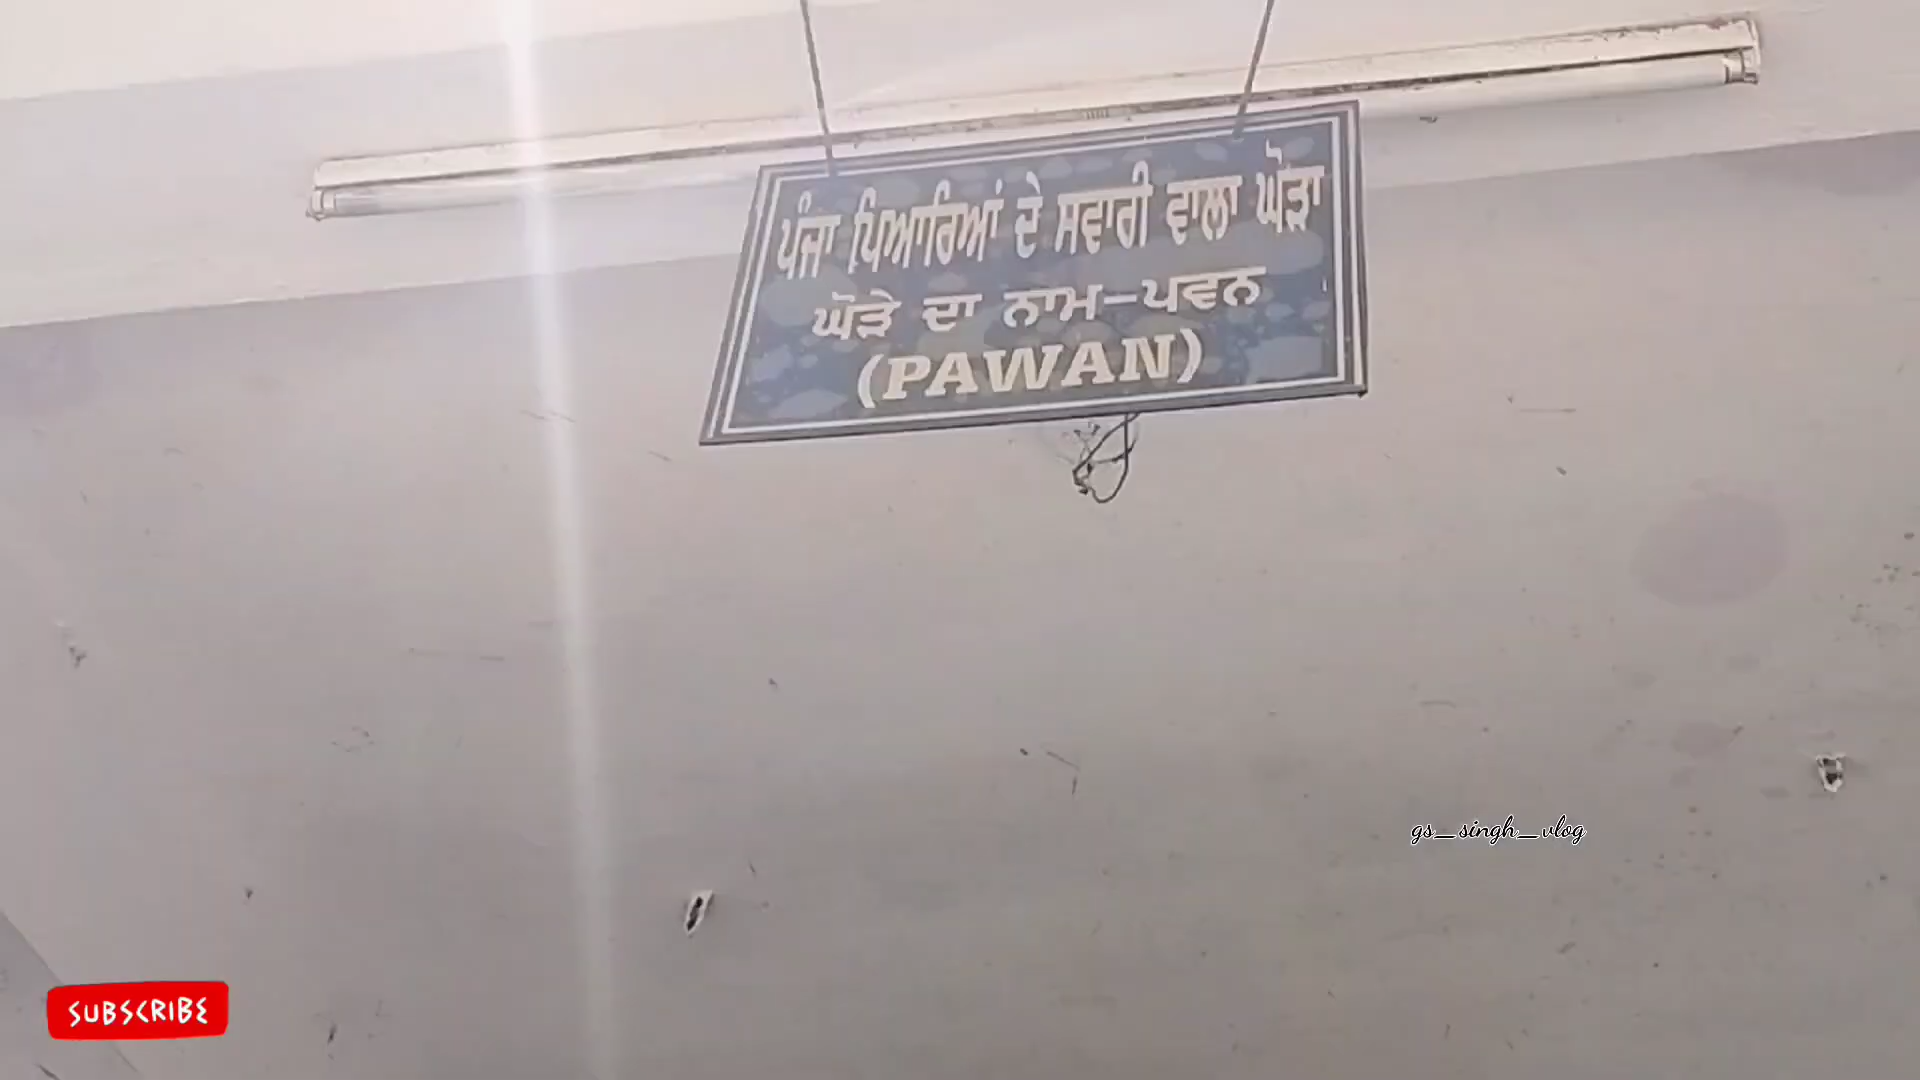 ਪੰਜਾ ਪਿਆਰਿਆਂ ਦੇ ਸਵਾਰੀ ਵਾਲਾ ਘੋੜਾ
ਘੋੜੇ ਦਾ ਨਾਮ-ਪਵਨ
(PAWAN)
gs_singh_vlog
SUBSCRIBE